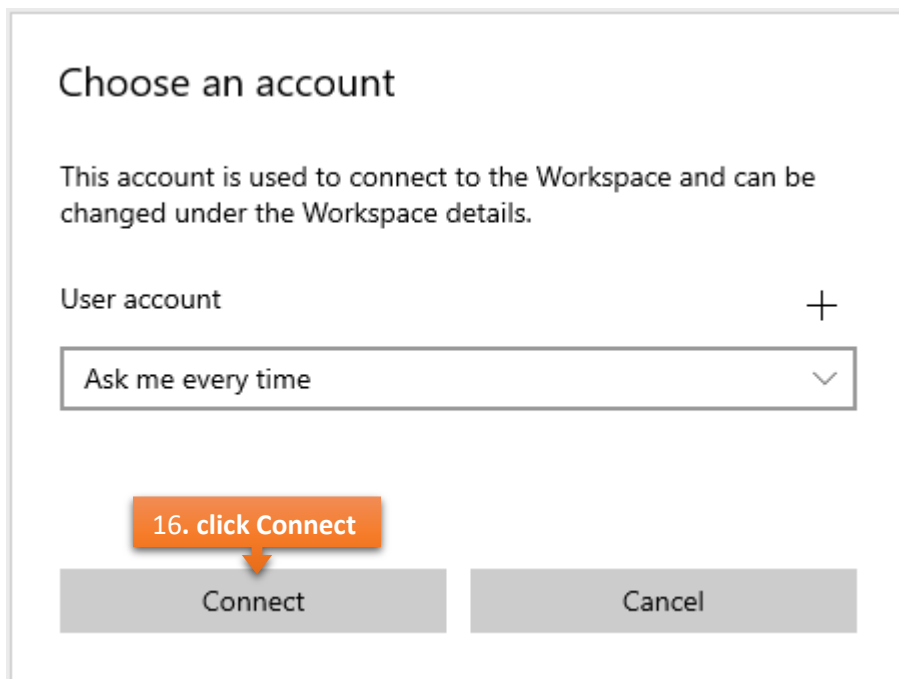 Choose an account
This account is used to connect to the Workspace and can be
changed under the Workspace details.
User account
Ask me every time
16. click Connect
Connect
Cancel